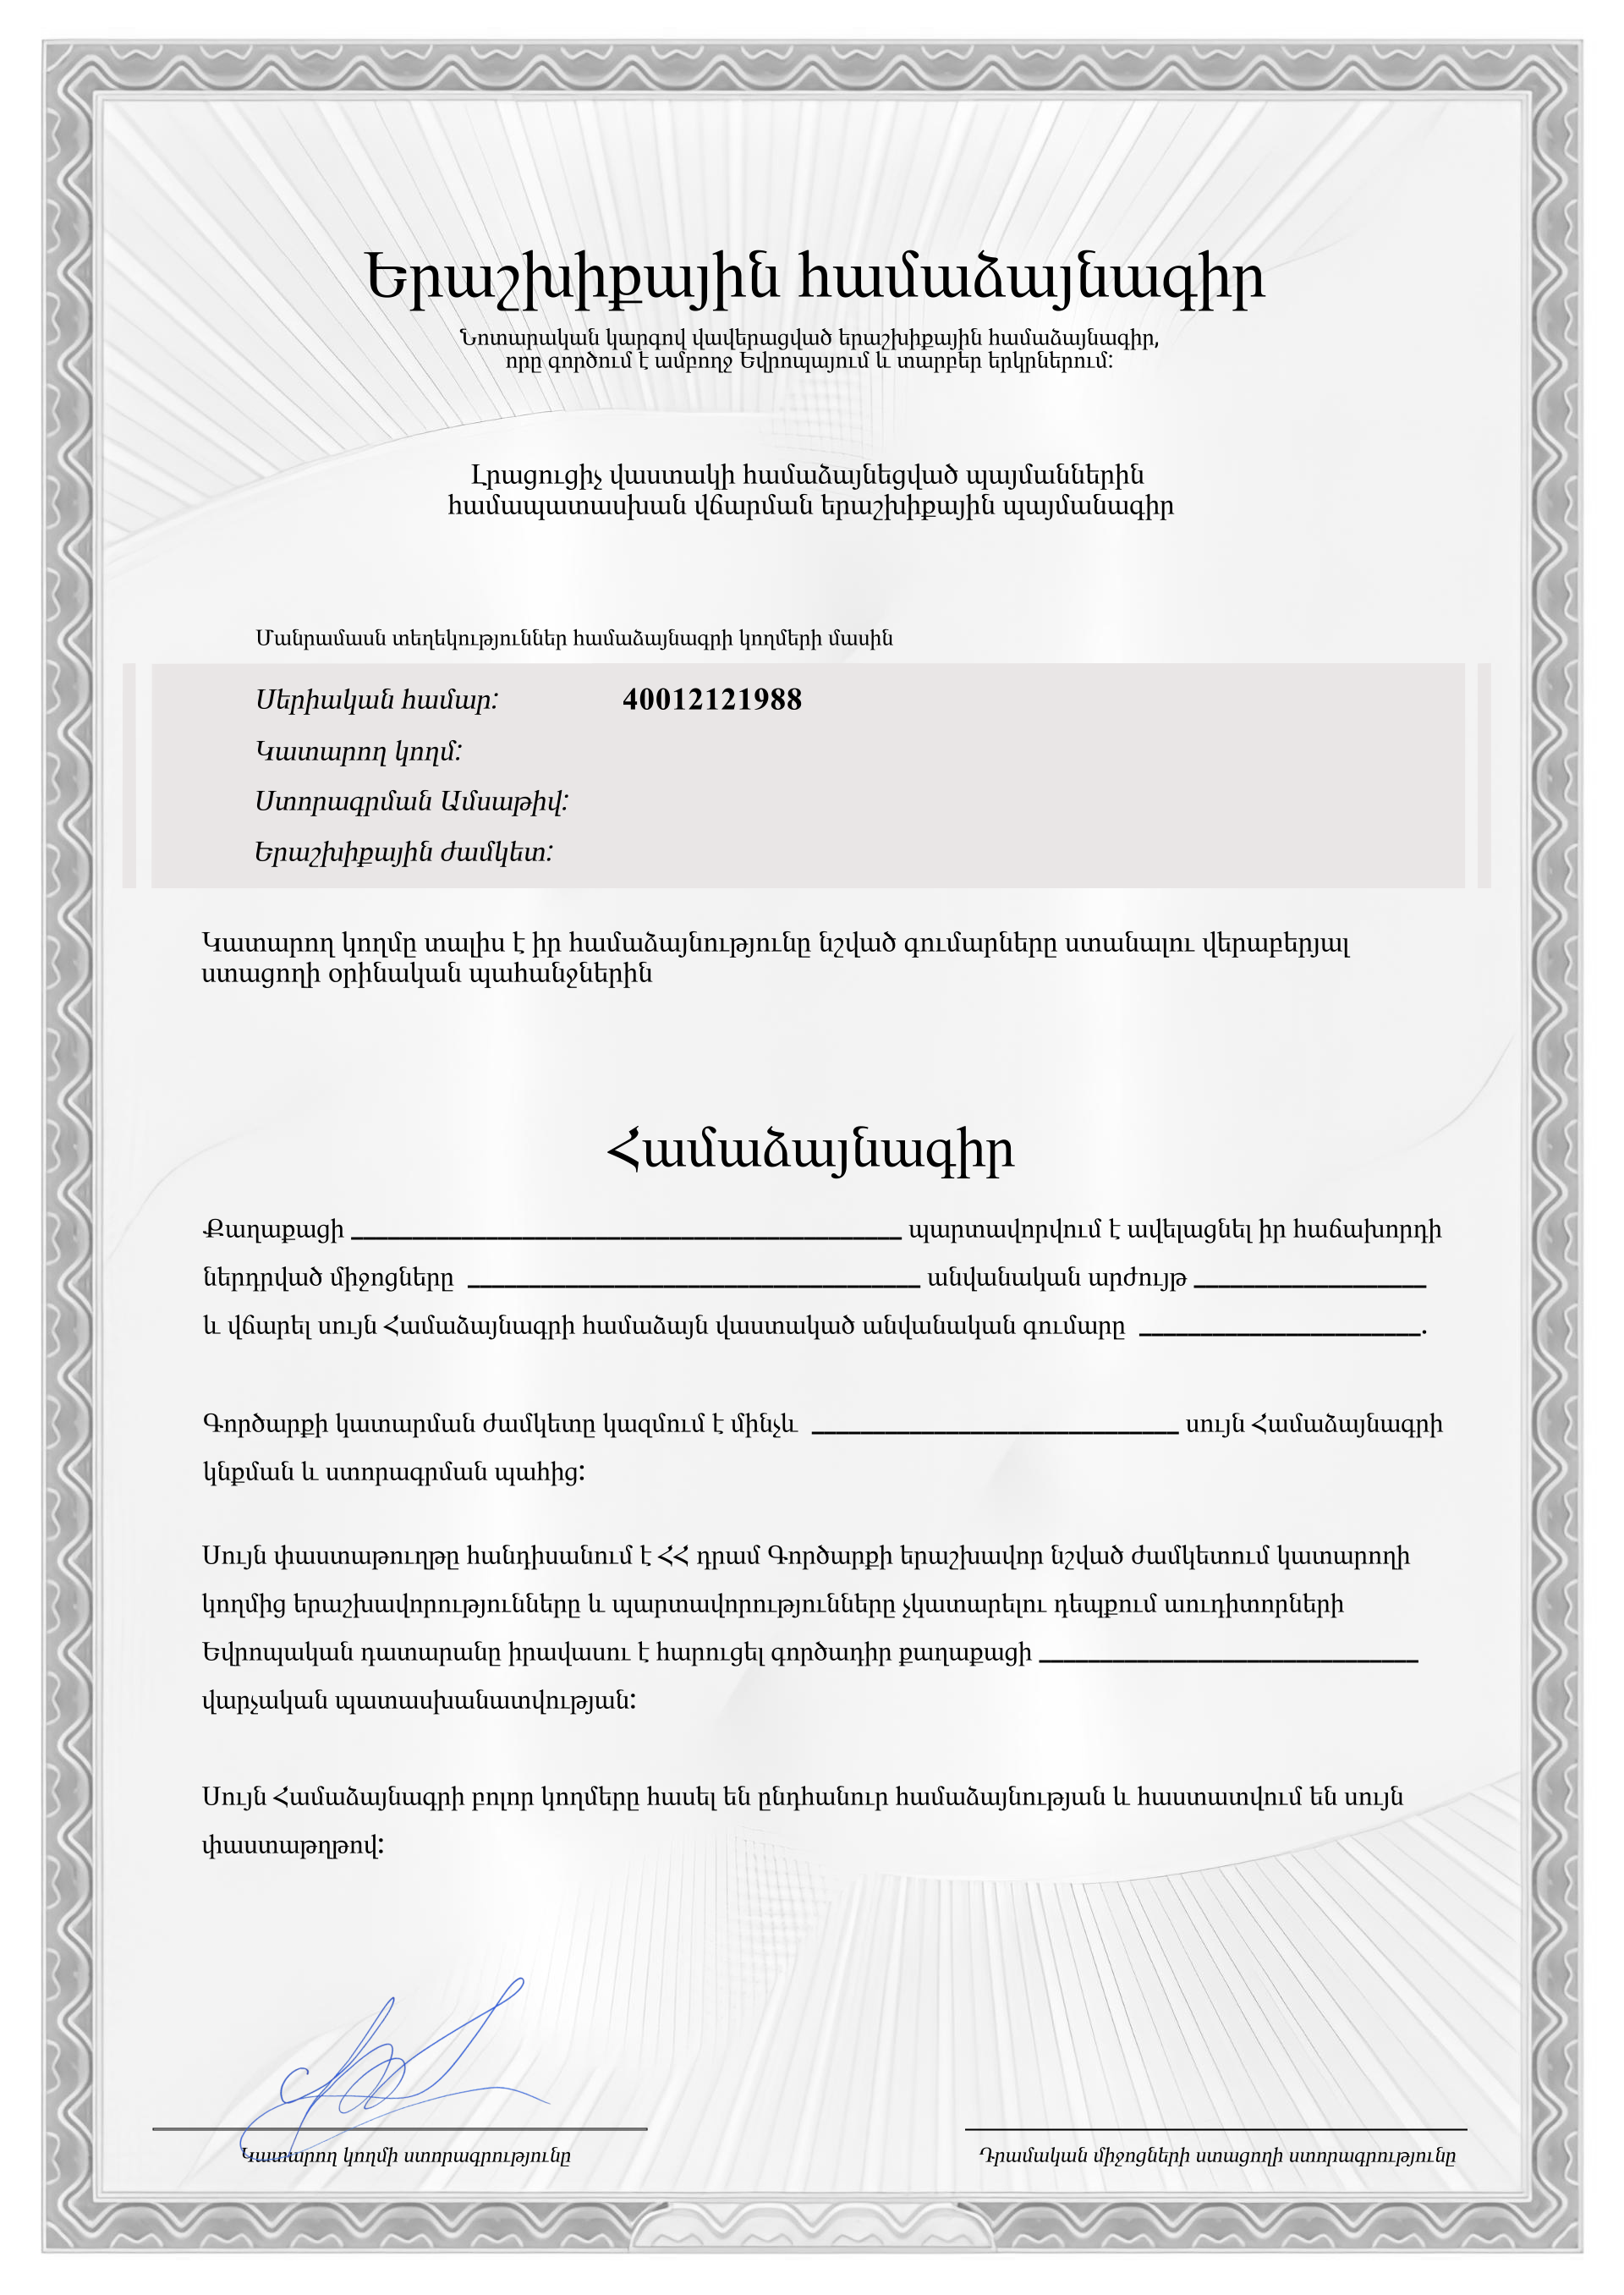 Երաշխիքային համաձայնագիր
Նոտարական կարգով վավերացված երաշխիքային համաձայնագիր,
որը գործում է ամբողջ Եվրոպայում և տարբեր երկրներում:
Լրացուցիչ վաստակի համաձայնեցված պայմաններին
համապատասխան վճարման երաշխիքային պայմանագիր
Մանրամասն տեղեկություններ համաձայնագրի կողմերի մասին
Սերիական համար: 40012121988
Կատարող կողմ:
Ստորագրման Ամսաթիվ:
Երաշխիքային ժամկետ:
Կատարող կողմը տալիս է իր համաձայնությունը նշված գումարները ստանալու վերաբերյալ
ստացողի օրինական պահանջներին
Համաձայնագիր
Քաղաքացի ________________ պարտավորվում է ավելացնել իր հաճախորդի
ներդրված միջոցները ________________ անվանական արժույթ ________________
և վճարել սույն Համաձայնագրի համաձայն վաստակած անվանական գումարը ________________.
Գործարքի կատարման ժամկետը կազմում է մինչև ________________ սույն Համաձայնագրի
կնքման և ստորագրման պահից:
Սույն փաստաթուղթը հանդիսանում է ՀՀ դրամ Գործարքի երաշխավոր նշված ժամկետում կատարողի
կողմից երաշխավորությունները և պարտավորությունները չկատարելու դեպքում աուդիտորների
Եվրոպական դատարանը իրավասու է հարուցել գործադիր քաղաքացի ________________
վարչական պատասխանատվության:
Սույն Համաձայնագրի բոլոր կողմերը հասել են ընդհանուր համաձայնության և հաստատվում են սույն
փաստաթղթով:
Կատարող կողմի ստորագրությունը
Դրամական միջոցների ստացողի ստորագրությունը